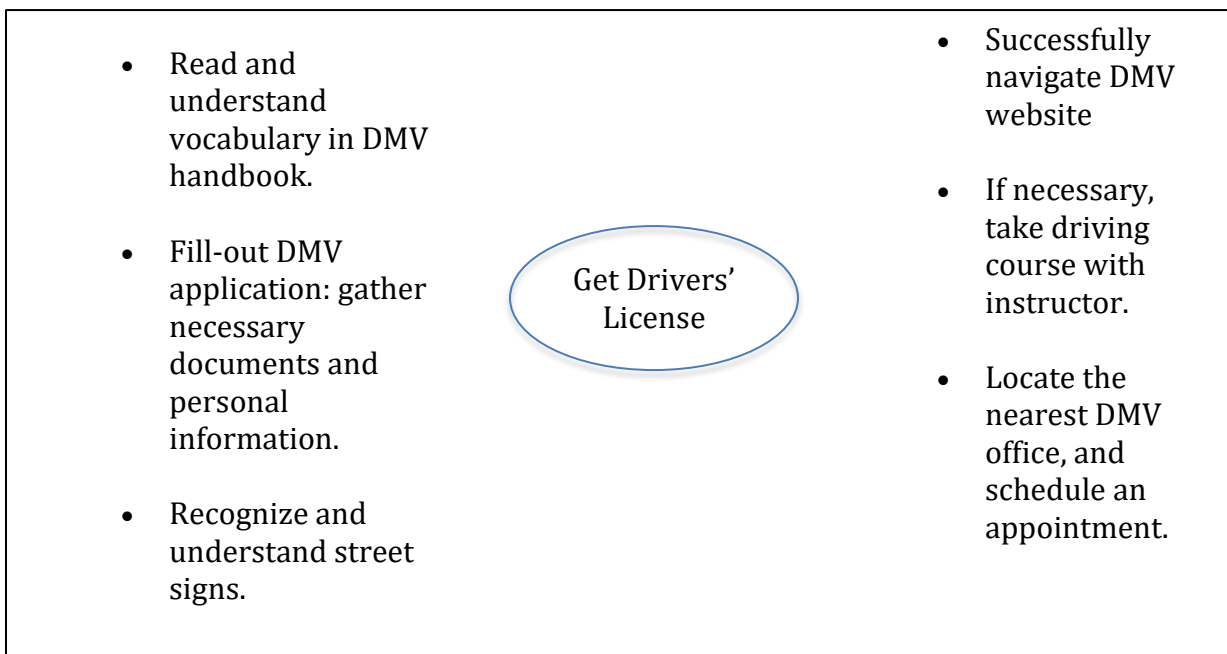 • Read and
understand
vocabulary in DMV
handbook.
• Fill-out DMV
application: gather
necessary
documents and
personal
information.
• Recognize and
understand street
signs.
Get Drivers’
License
• Successfully
navigate DMV
website
• If necessary,
take driving
course with
instructor.
• Locate the
nearest DMV
office, and
schedule an
appointment.